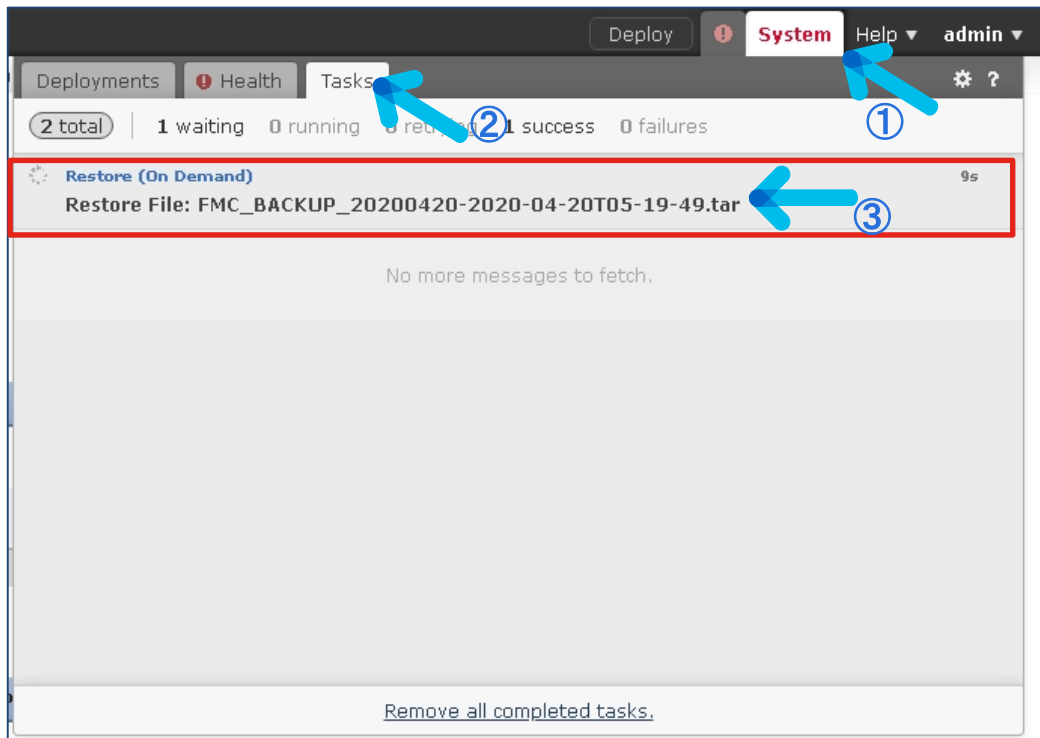 Deploy System Help ▼ admin ▼
①
Deployments Health Tasks ?
②
2 total 1 waiting 0 running 1 success 0 failures
Restore (On Demand) 9s
Restore File: FMC_BACKUP_20200420-2020-04-20T05-19-49.tar
③
No more messages to fetch.
Remove all completed tasks.